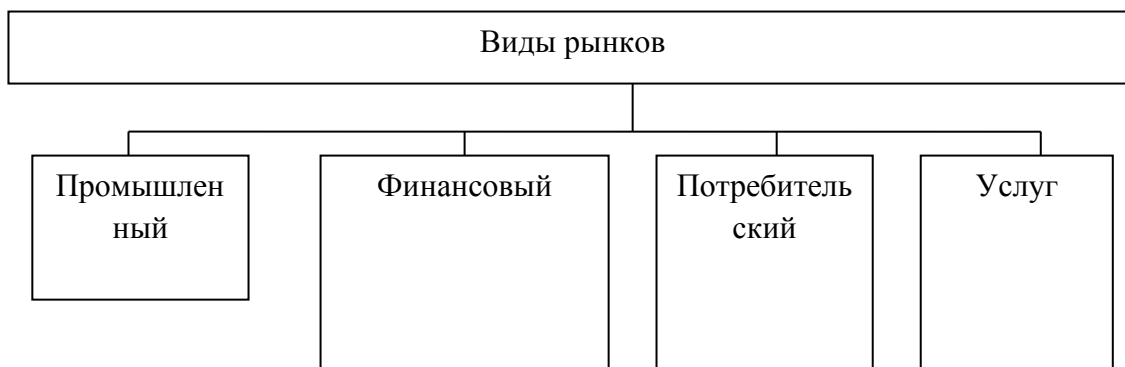 Виды рынков
Промышлен
ный
Финансовый
Потребитель
ский
Услуг